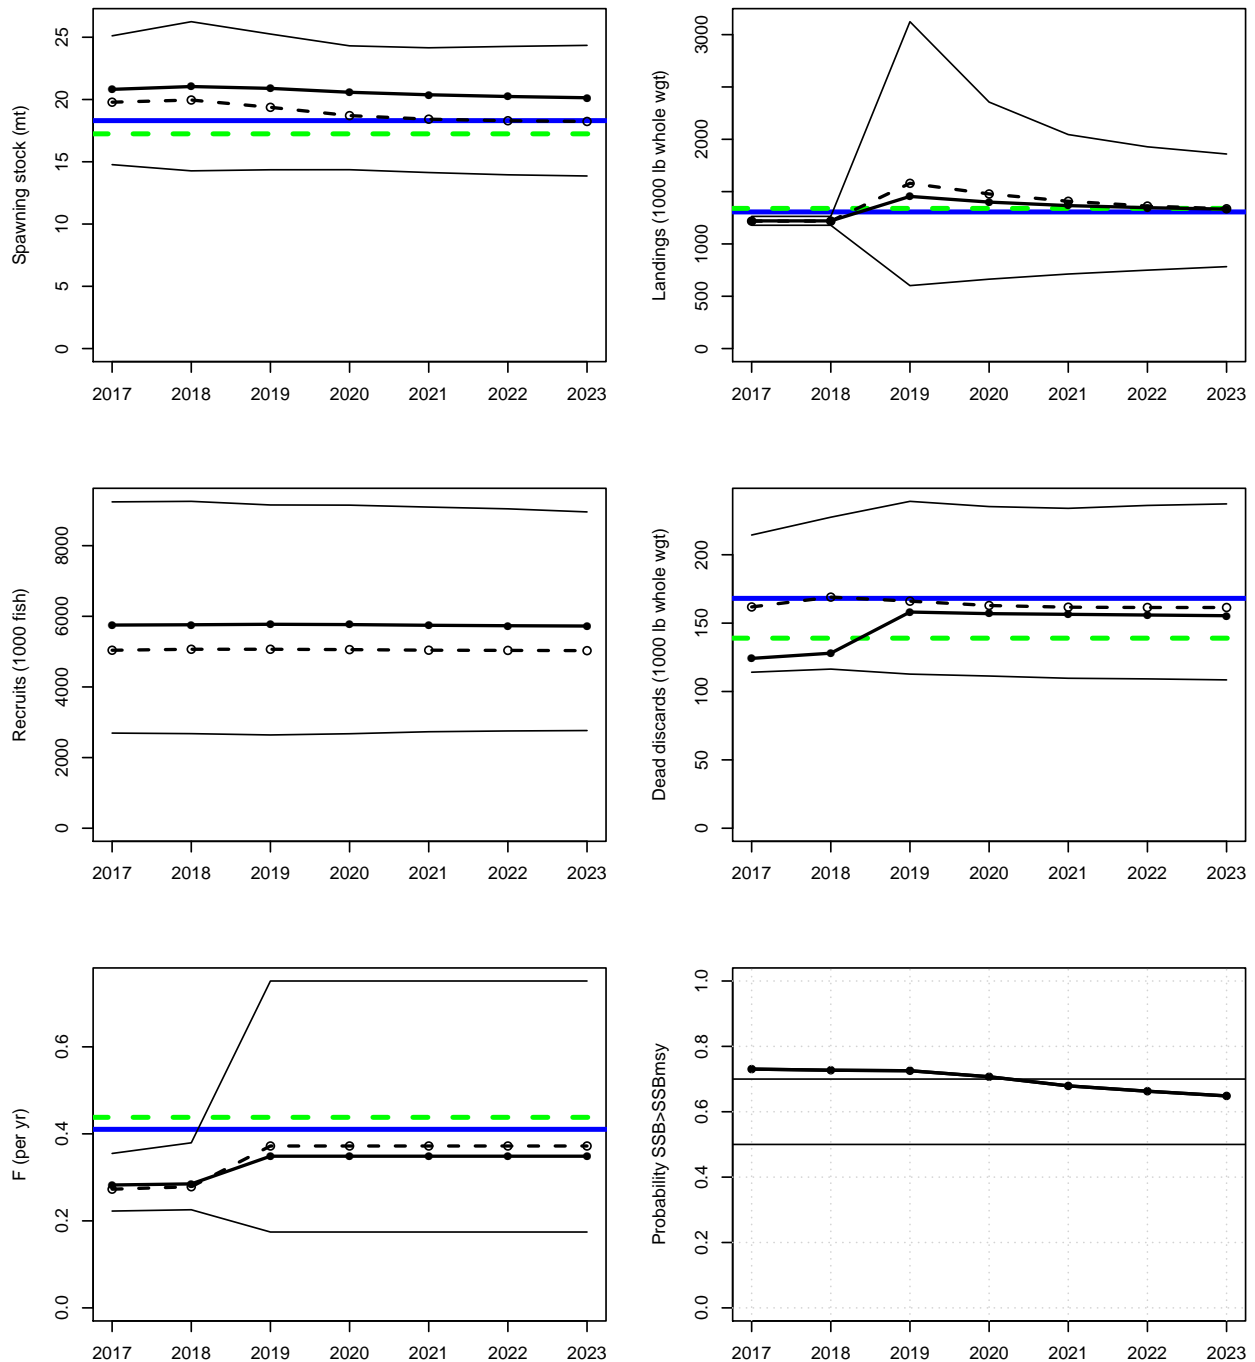 Spawning stock (mt)
0
5
10
15
20
25
2017 2018 2019 2020 2021 2022 2023
Landings (1000 lb whole wgt)
0
500
1000
2000
3000
2017 2018 2019 2020 2021 2022 2023
Recruits (1000 fish)
0
2000
4000
6000
8000
2017 2018 2019 2020 2021 2022 2023
Dead discards (1000 lb whole wgt)
0
50
100
150
200
2017 2018 2019 2020 2021 2022 2023
F (per yr)
0.0
0.2
0.4
0.6
2017 2018 2019 2020 2021 2022 2023
Probability SSB>SSBmsy
0.0
0.2
0.4
0.6
0.8
1.0
2017 2018 2019 2020 2021 2022 2023